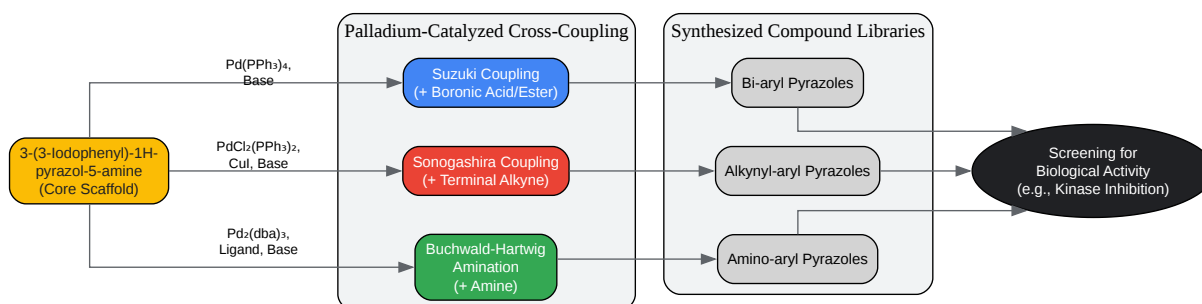 Palladium-Catalyzed Cross-Coupling
Synthesized Compound Libraries
Pd(PPh₃)₄,
Base
Suzuki Coupling
(+ Boronic Acid/Ester)
Bi-aryl Pyrazoles
3-(3-Iodophenyl)-1H-
pyrazol-5-amine
(Core Scaffold)
PdCl₂(PPh₃)₂,
CuI, Base
Sonogashira Coupling
(+ Terminal Alkyne)
Alkynyl-aryl Pyrazoles
Screening for
Biological Activity
(e.g., Kinase Inhibition)
Pd₂(dba)₃,
Ligand, Base
Buchwald-Hartwig
Amination
(+ Amine)
Amino-aryl Pyrazoles